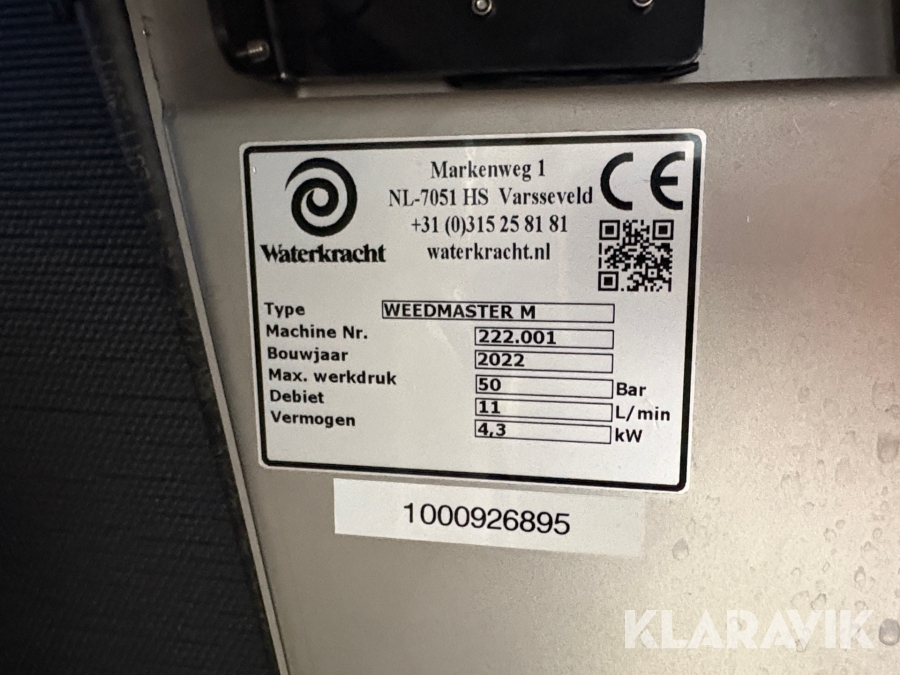 Waterkracht
Markenweg 1
NL-7051 HS Varsseveld
+31 (0)315 25 81 81
waterkracht.nl
CE
Type WEEDMASTER M
Machine Nr. 222.001
Bouwjaar 2022
Max. werkdruk 50 Bar
Debiet 11 L/min
Vermogen 4,3 kW
1000926895
KLARAVIK